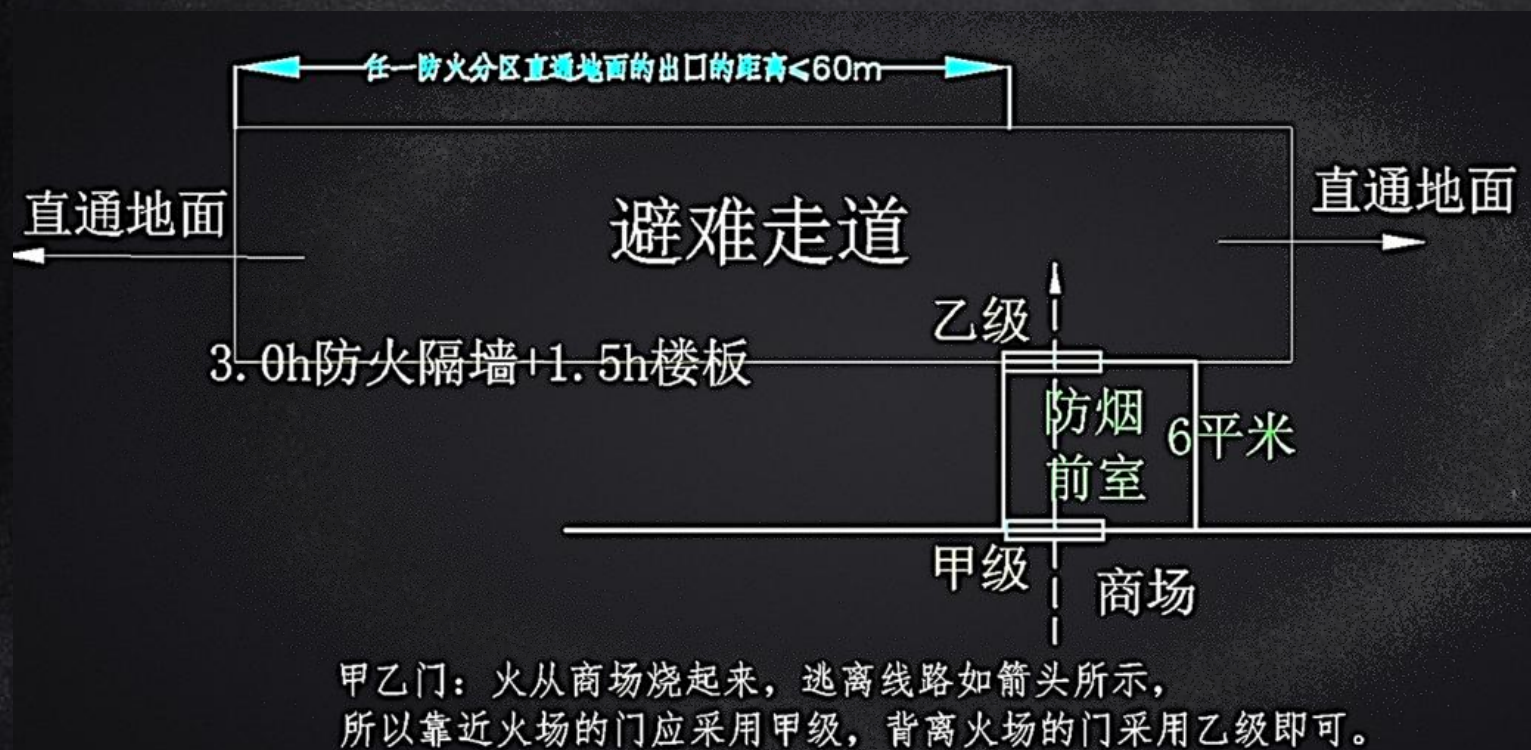 任一防火分区直通地面的出口的距离<60m
直通地面
避难走道
直通地面
乙级
3.0h防火隔墙+1.5h楼板
防烟
前室
6平米
甲级
商场
甲乙门：火从商场烧起来，逃离线路如箭头所示，
所以靠近火场的门应采用甲级，背离火场的门采用乙级即可。